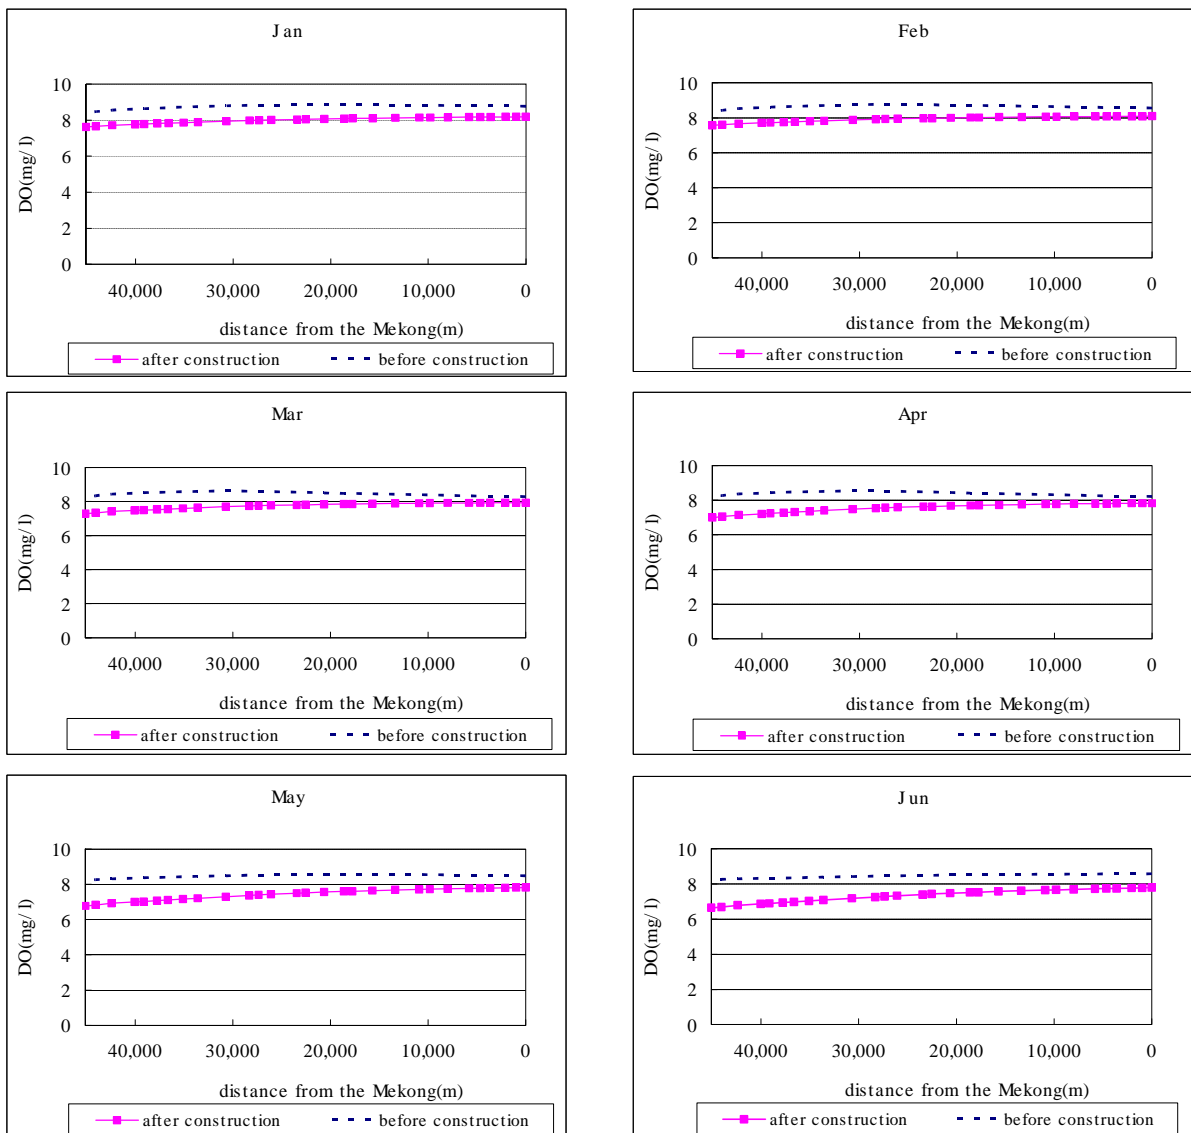 Jan
10
8
6
4
2
0
DO(mg/l)
40,000 30,000 20,000 10,000 0
distance from the Mekong(m)
after construction before construction
Feb
10
8
6
4
2
0
DO(mg/l)
40,000 30,000 20,000 10,000 0
distance from the Mekong(m)
after construction before construction
Mar
10
8
6
4
2
0
DO(mg/l)
40,000 30,000 20,000 10,000 0
distance from the Mekong(m)
after construction before construction
Apr
10
8
6
4
2
0
DO(mg/l)
40,000 30,000 20,000 10,000 0
distance from the Mekong(m)
after construction before construction
May
10
8
6
4
2
0
DO(mg/l)
40,000 30,000 20,000 10,000 0
distance from the Mekong(m)
after construction before construction
Jun
10
8
6
4
2
0
DO(mg/l)
40,000 30,000 20,000 10,000 0
distance from the Mekong(m)
after construction before construction